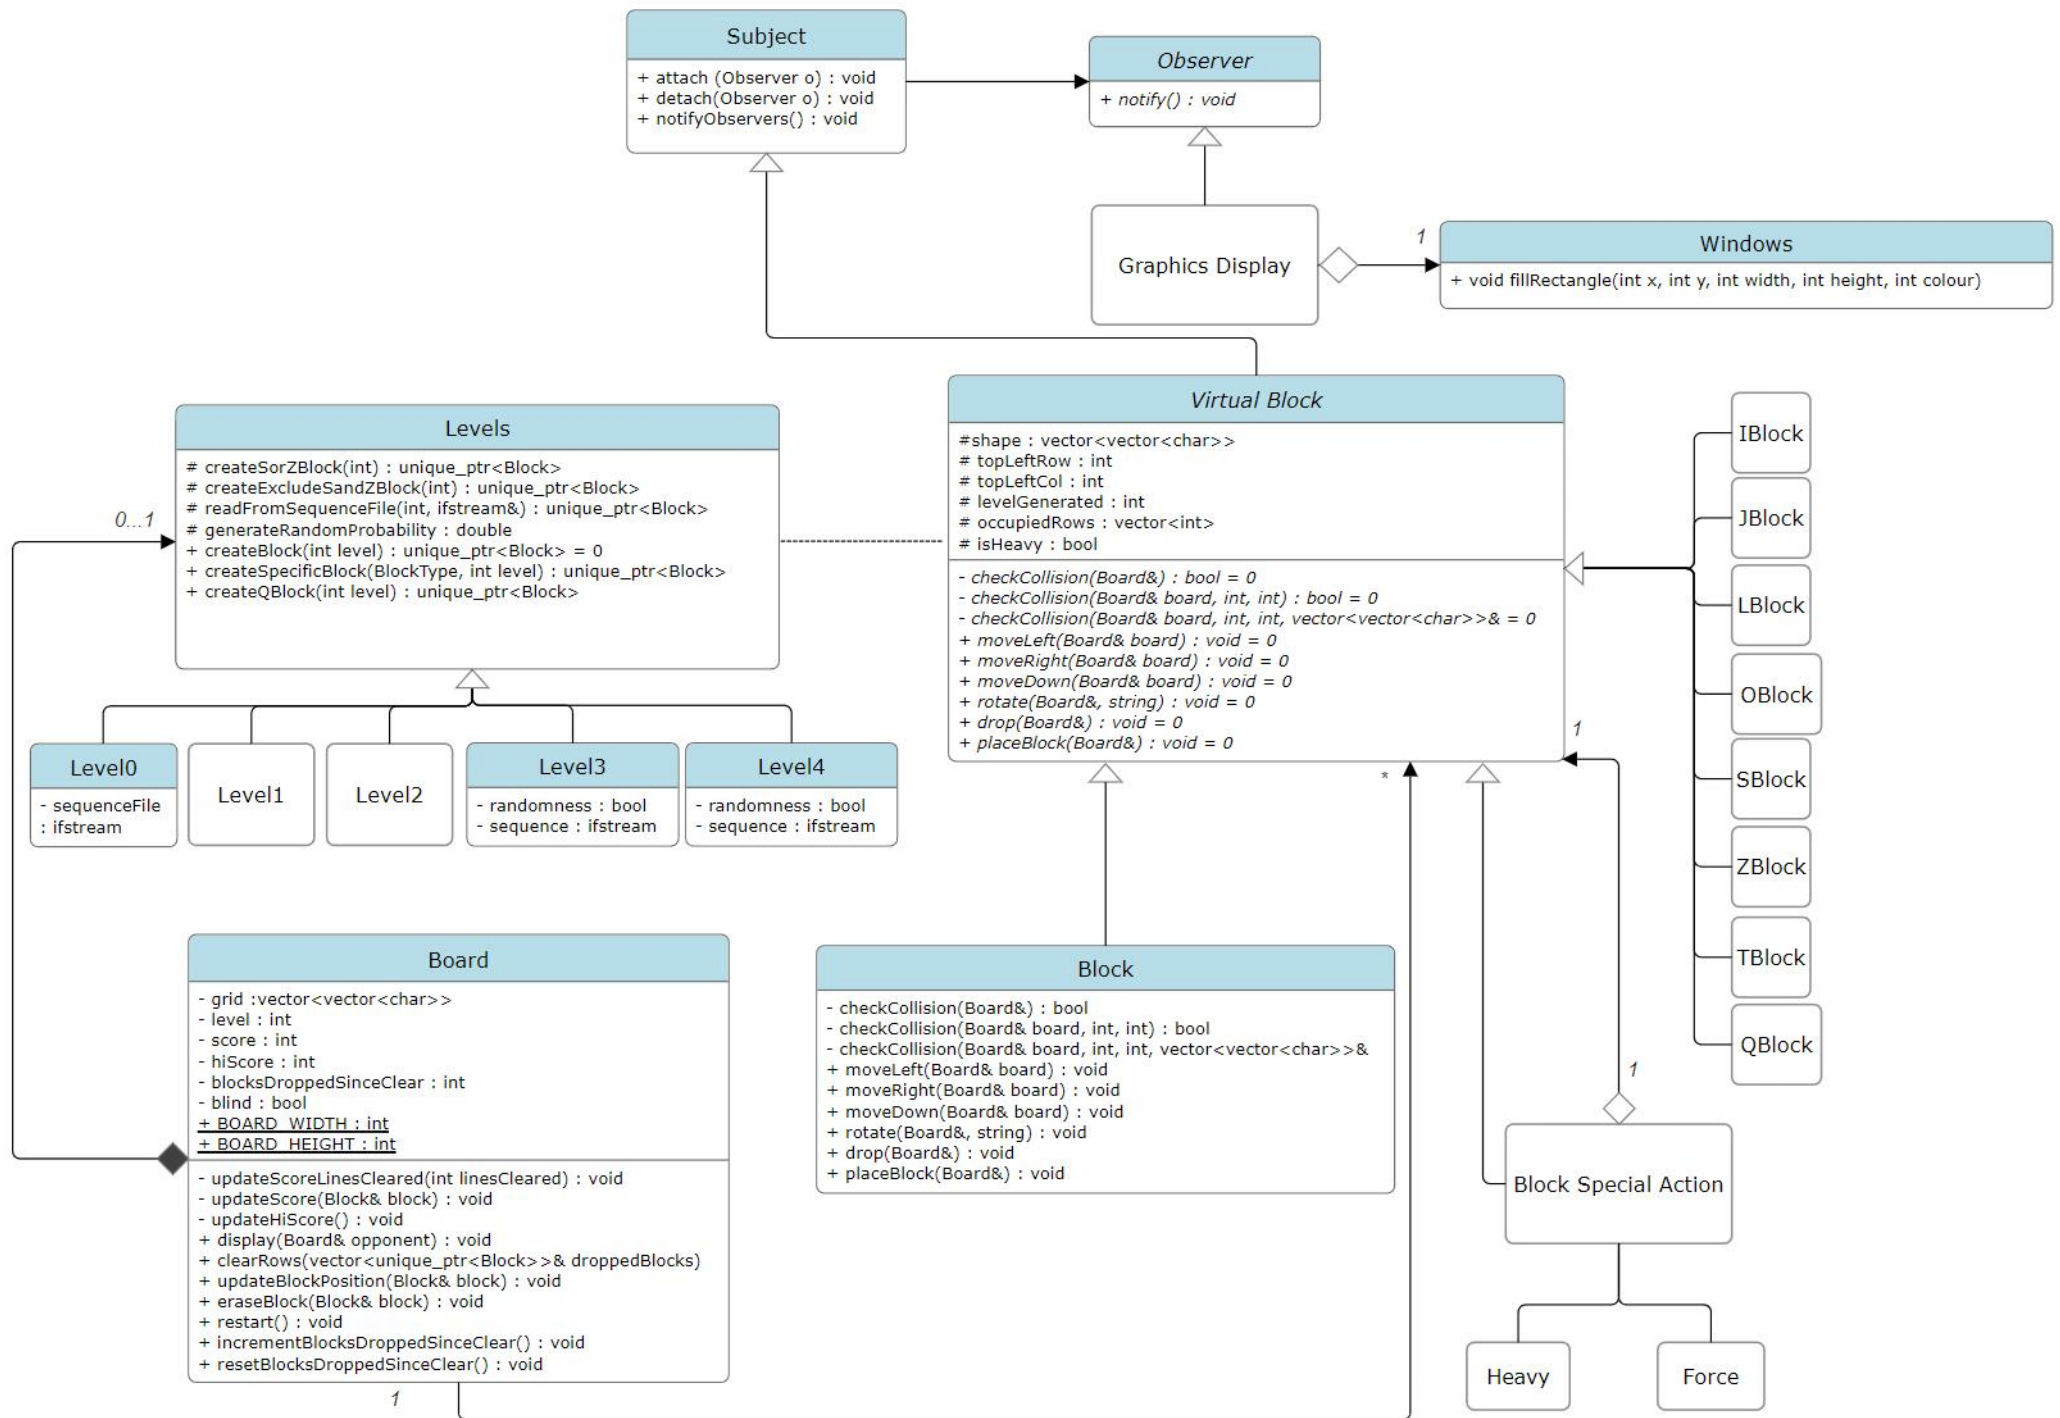 Subject
+ attach (Observer o) : void
+ detach(Observer o) : void
+ notifyObservers() : void
Observer
+ notify() : void
Graphics Display
1
Windows
+ void fillRectangle(int x, int y, int width, int height, int colour)
Levels
# createSorZBlock(int) : unique_ptr<Block>
# createExcludeSandZBlock(int) : unique_ptr<Block>
# readFromSequenceFile(int, ifstream&) : unique_ptr<Block>
# generateRandomProbability : double
+ createBlock(int level) : unique_ptr<Block> = 0
+ createSpecificBlock(BlockType, int level) : unique_ptr<Block>
+ createQBlock(int level) : unique_ptr<Block>
0...1
Virtual Block
#shape : vector<vector<char>>
# topLeftRow : int
# topLeftCol : int
# levelGenerated : int
# occupiedRows : vector<int>
# isHeavy : bool
- checkCollision(Board&) : bool = 0
- checkCollision(Board& board, int, int) : bool = 0
- checkCollision(Board& board, int, int, vector<vector<char>>& = 0
+ moveLeft(Board& board) : void = 0
+ moveRight(Board& board) : void = 0
+ moveDown(Board& board) : void = 0
+ rotate(Board&, string) : void = 0
+ drop(Board&) : void = 0
+ placeBlock(Board&) : void = 0
IBlock
JBlock
LBlock
OBlock
SBlock
ZBlock
TBlock
QBlock
Level0
- sequenceFile
: ifstream
Level1
Level2
Level3
- randomness : bool
- sequence : ifstream
Level4
- randomness : bool
- sequence : ifstream
*
1
Board
- grid :vector<vector<char>>
- level : int
- score : int
- hiScore : int
- blocksDroppedSinceClear : int
- blind : bool
+ BOARD_WIDTH : int
+ BOARD_HEIGHT : int
- updateScoreLinesCleared(int linesCleared) : void
- updateScore(Block& block) : void
- updateHiScore() : void
+ display(Board& opponent) : void
+ clearRows(vector<unique_ptr<Block>>& droppedBlocks)
+ updateBlockPosition(Block& block) : void
+ eraseBlock(Block& block) : void
+ restart() : void
+ incrementBlocksDroppedSinceClear() : void
+ resetBlocksDroppedSinceClear() : void
1
Block
- checkCollision(Board&) : bool
- checkCollision(Board& board, int, int) : bool
- checkCollision(Board& board, int, int, vector<vector<char>>&
+ moveLeft(Board& board) : void
+ moveRight(Board& board) : void
+ moveDown(Board& board) : void
+ rotate(Board&, string) : void
+ drop(Board&) : void
+ placeBlock(Board&) : void
1
Block Special Action
Heavy
Force